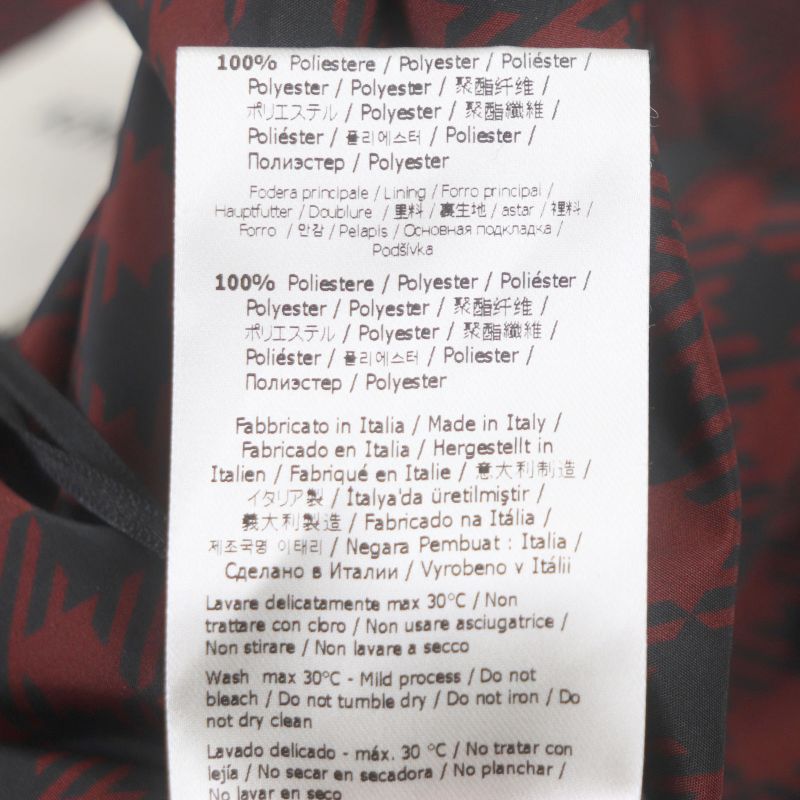 100% Poliestere / Polyester / Poliéster /
Polyester / Polyester / 聚酯纤维 /
ポリエステル / Polyester / 聚酯纖維 /
Poliéster / 폴리에스터 / Poliester /
Полиэстер / Polyester
Fodera principale / Lining / Forro principal /
Hauptfutter / Doublure / 里料 / 裏生地 / astar / 裡料 /
Forro / 안감 / Pelapis / Основная подкладка /
Podšívka
100% Poliestere / Polyester / Poliéster /
Polyester / Polyester / 聚酯纤维 /
ポリエステル / Polyester / 聚酯纖維 /
Poliéster / 폴리에스터 / Poliester /
Полиэстер / Polyester
Fabbricato in Italia / Made in Italy /
Fabricado en Italia / Hergestellt in
Italien / Fabriqué en Italie / 意大利制造 /
イタリア製 / İtalya'da üretilmiştir /
義大利製造 / Fabricado na Itália /
제조국명 이태리 / Negara Pembuat : Italia /
Сделано в Италии / Vyrobeno v Itálii
Lavare delicatamente max 30°C / Non
trattare con cloro / Non usare asciugatrice /
Non stirare / Non lavare a secco
Wash max 30°C - Mild process / Do not
bleach / Do not tumble dry / Do not iron / Do
not dry clean
Lavado delicado - máx. 30 °C / No tratar con
lejía / No secar en secadora / No planchar /
No lavar en seco